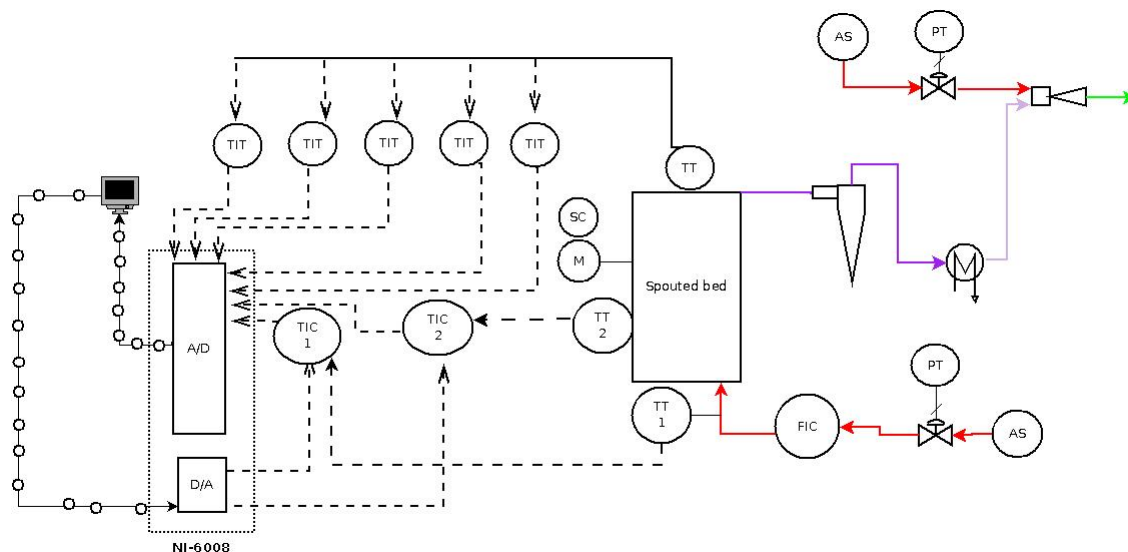 AS
PT
TIT
TIT
TIT
TIT
TIT
TT
SC
M
Spouted bed
TT
2
TIC
1
TIC
2
A/D
PT
TT
1
FIC
AS
D/A
NI-6008